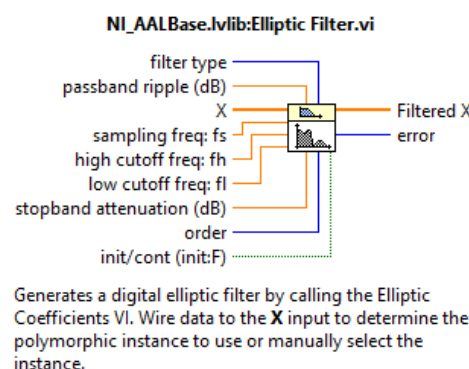 NI_AALBase.lvlib:Elliptic Filter.vi
filter type
passband ripple (dB)
X
Filtered X
sampling freq: fs
error
high cutoff freq: fh
low cutoff freq: fl
stopband attenuation (dB)
order
init/cont (init:F)
Generates a digital elliptic filter by calling the Elliptic
Coefficients VI. Wire data to the X input to determine the
polymorphic instance to use or manually select the
instance.